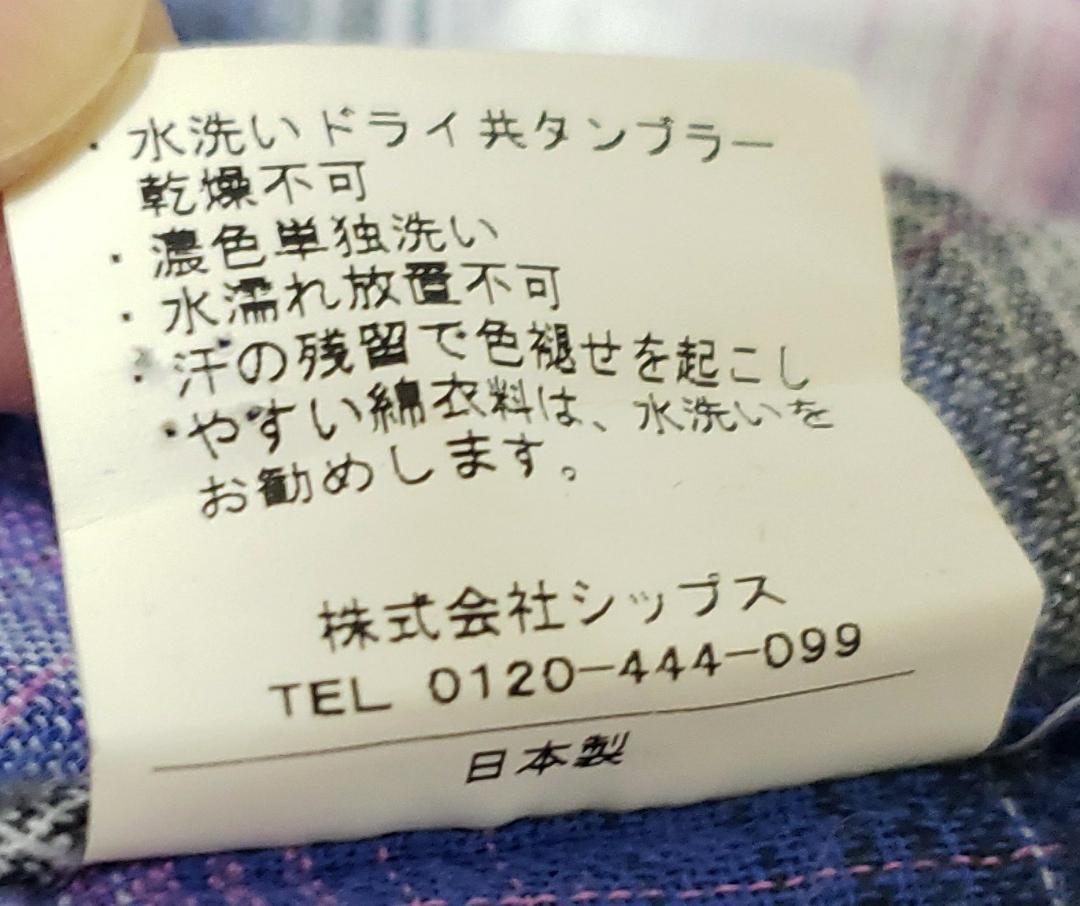 ・水洗いドライ共タンブラー
乾燥不可
・濃色単独洗い
・水濡れ放置不可
・汗の残留で色褪せを起こし
・やすい綿衣料は、水洗いを
お勧めします。
株式会社シップス
TEL 0120-444-099
日本製